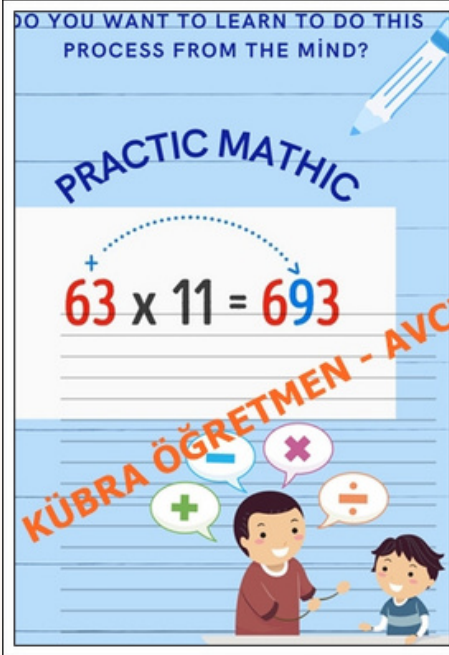 DO YOU WANT TO LEARN TO DO THIS
PROCESS FROM THE MİND?
PRACTIC MATHIC
+
63 x 11 = 693
KÜBRA ÖĞRETMEN - AVC
− ×
+ ÷